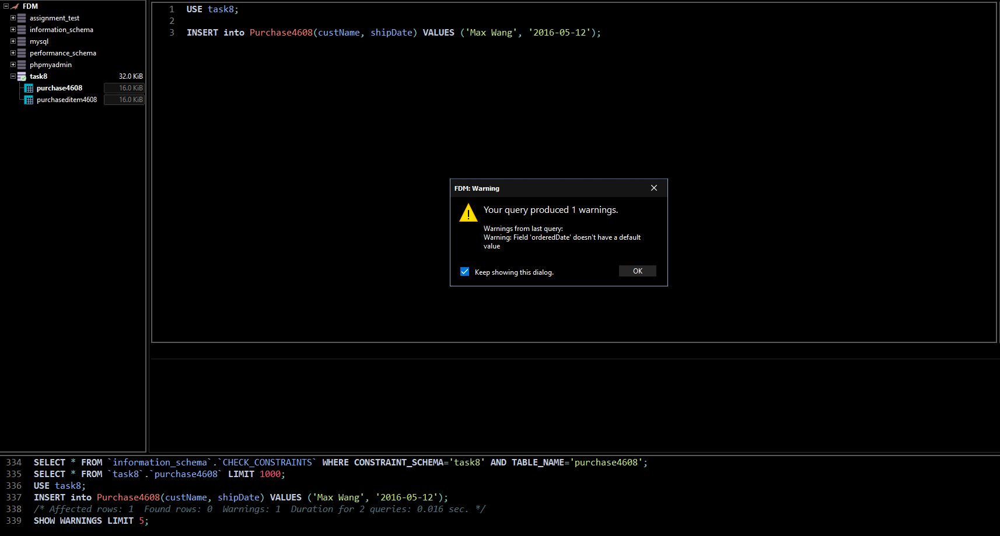 FDM
assignment_test
information_schema
mysql
performance_schema
phpmyadmin
task8 32.0 KiB
purchase4608 16.0 KiB
purchaseditem4608 16.0 KiB
1 USE task8;
2
3 INSERT into Purchase4608(custName, shipDate) VALUES ('Max Wang', '2016-05-12');
FDM: Warning
Your query produced 1 warnings.
Warnings from last query:
Warning: Field 'orderedDate' doesn't have a default
value
Keep showing this dialog.
OK
334 SELECT * FROM `information_schema`.`CHECK_CONSTRAINTS` WHERE CONSTRAINT_SCHEMA='task8' AND TABLE_NAME='purchase4608';
335 SELECT * FROM `task8`.`purchase4608` LIMIT 1000;
336 USE task8;
337 INSERT into Purchase4608(custName, shipDate) VALUES ('Max Wang', '2016-05-12');
338 /* Affected rows: 1 Found rows: 0 Warnings: 1 Duration for 2 queries: 0.016 sec. */
339 SHOW WARNINGS LIMIT 5;